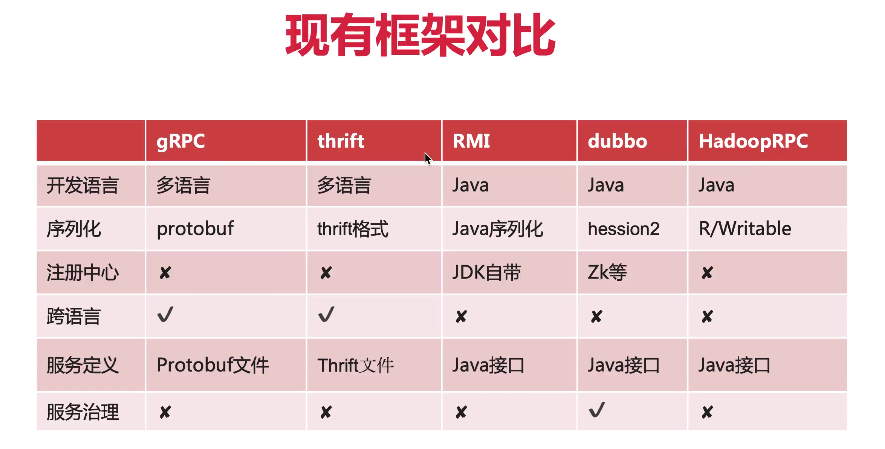 现有框架对比
gRPC thrift RMI dubbo HadoopRPC
开发语言 多语言 多语言 Java Java Java
序列化 protobuf thrift格式 Java序列化 hession2 R/Writable
注册中心 ✘ ✘ JDK自带 Zk等 ✘
跨语言 ✓ ✓ ✘ ✘ ✘
服务定义 Protobuf文件 Thrift文件 Java接口 Java接口 Java接口
服务治理 ✘ ✘ ✘ ✓ ✘